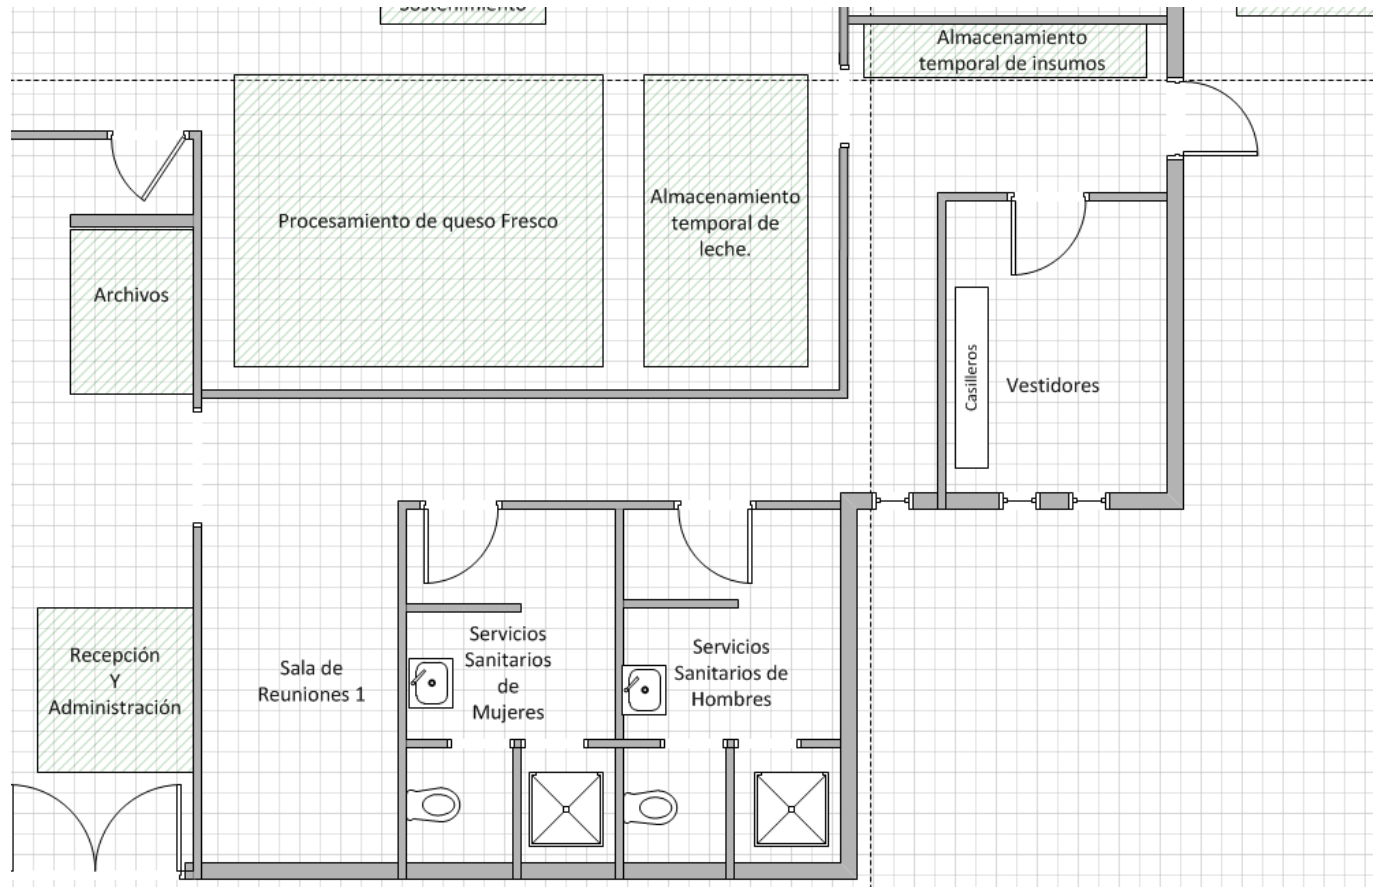 Sostenimiento
Almacenamiento
temporal de insumos
Almacenamiento
temporal de
leche.
Procesamiento de queso Fresco
Archivos
Casilleros
Vestidores
Recepción
Y
Administración
Sala de
Reuniones 1
Servicios
Sanitarios
de
Mujeres
Servicios
Sanitarios de
Hombres